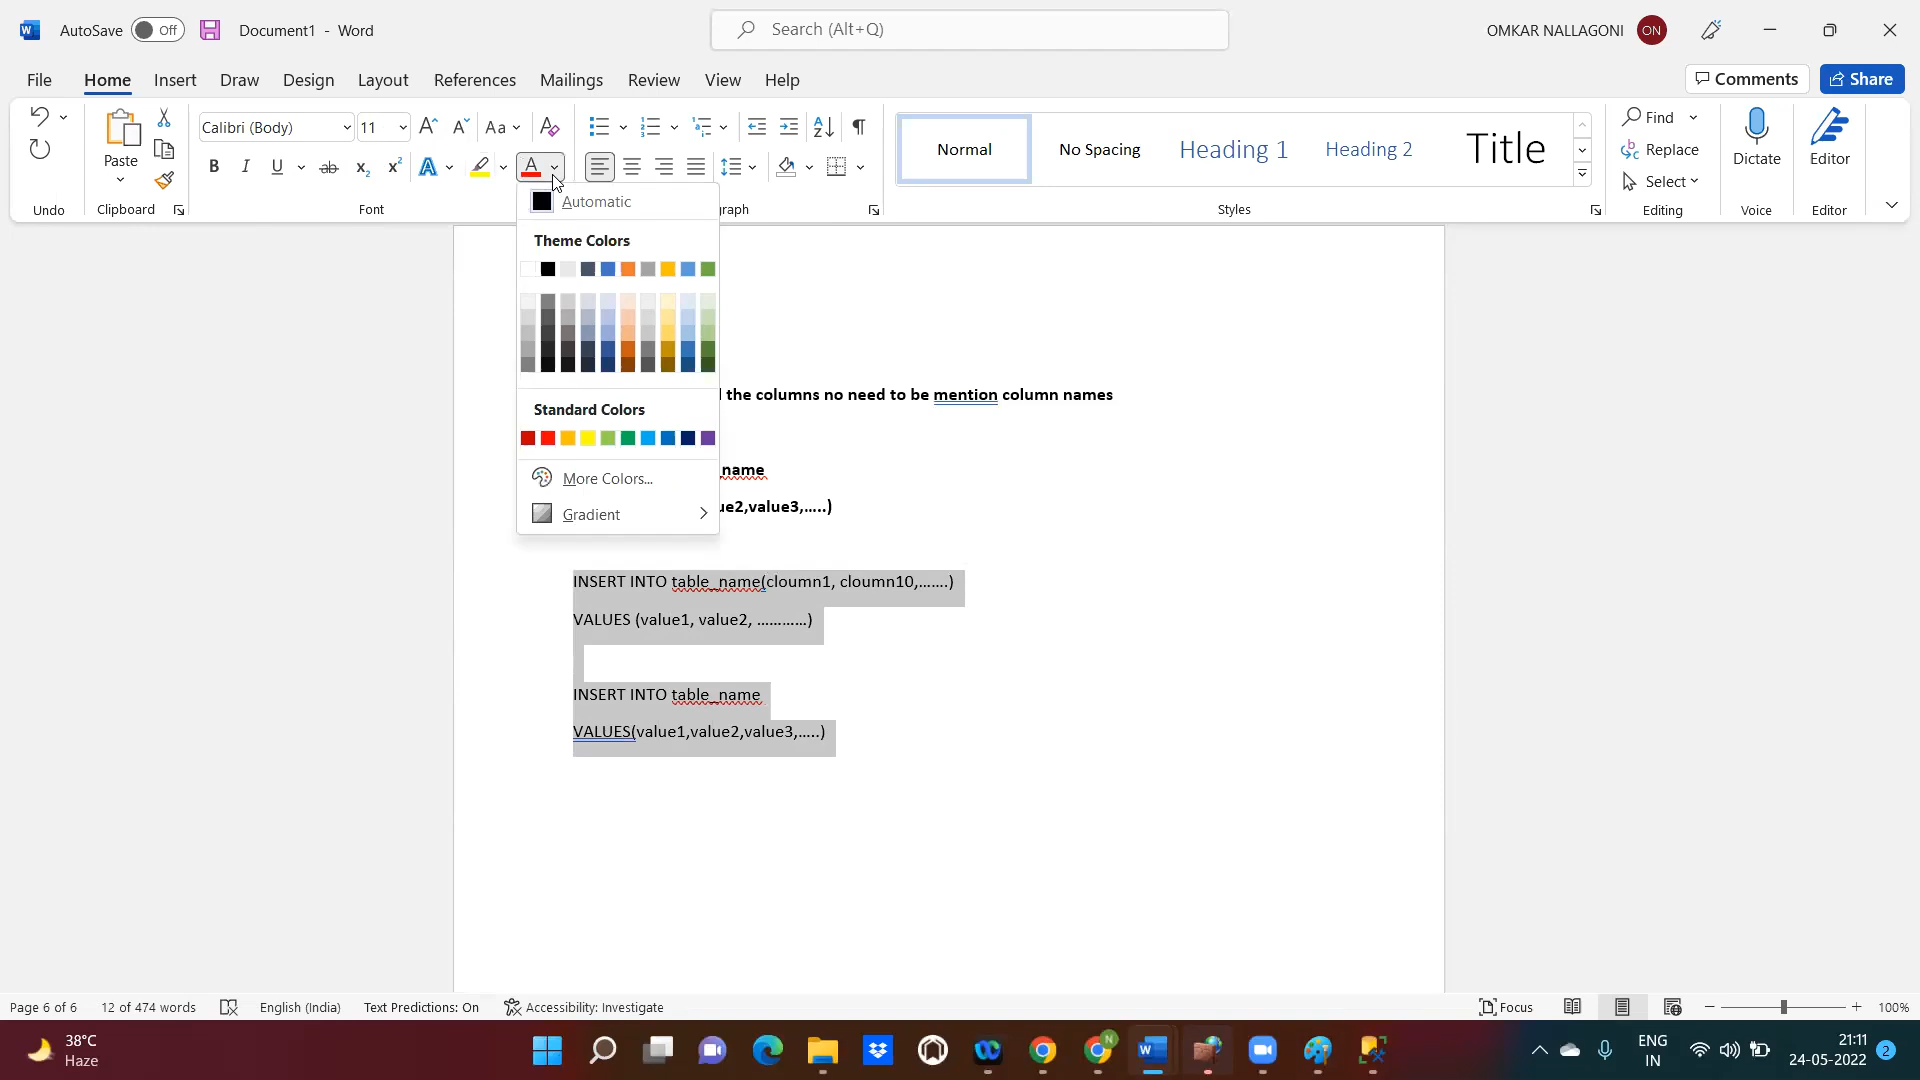 AutoSave Off Document1 - Word Search (Alt+Q) OMKAR NALLAGONI ON
File Home Insert Draw Design Layout References Mailings Review View Help Comments Share
Calibri (Body) 11 Aa Normal No Spacing Heading 1 Heading 2 Title Find
Paste Replace Dictate Editor
B I U ab x2 x2 A A Select
Undo Clipboard Font graph Styles Editing Voice Editor
Automatic
Theme Colors
the columns no need to be mention column names
Standard Colors
_name
More Colors...
ue2,value3,…..)
Gradient
INSERT INTO table_name(cloumn1, cloumn10,…….)
VALUES (value1, value2, …………)
INSERT INTO table_name
VALUES(value1,value2,value3,…..)
Page 6 of 6 12 of 474 words English (India) Text Predictions: On Accessibility: Investigate Focus 100%
38°C
Haze
ENG
IN
21:11
24-05-2022 2